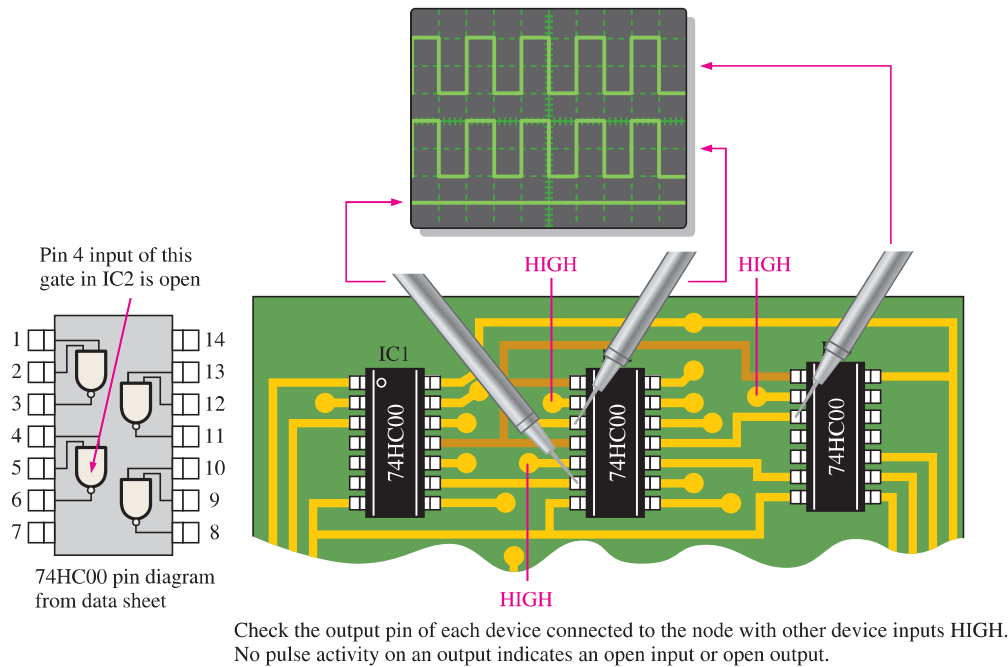 HIGH
HIGH
Pin 4 input of this
gate in IC2 is open
1
2
3
4
5
6
7
14
13
12
11
10
9
8
IC1
74HC00
74HC00
74HC00
HIGH
74HC00 pin diagram
from data sheet
Check the output pin of each device connected to the node with other device inputs HIGH.
No pulse activity on an output indicates an open input or open output.